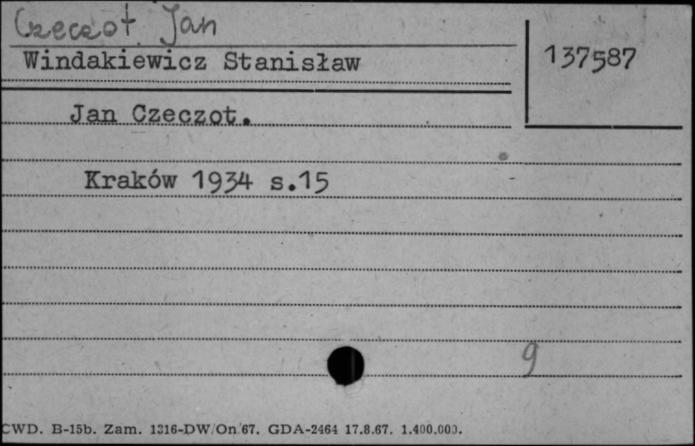 Czeczot Jan
Windakiewicz Stanisław
137587
Jan Czeczot.
Kraków 1934 s.15
9
CWD. B-15b. Zam. 1316-DW/On/67. GDA-2464 17.8.67. 1.400.000.